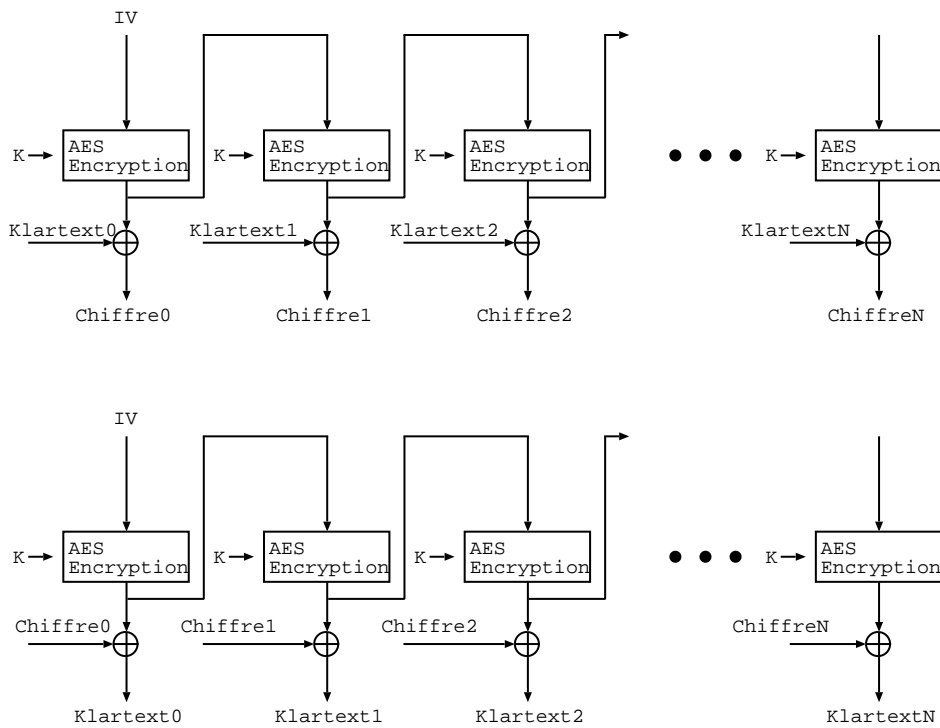 IV
K AES Encryption K AES Encryption K AES Encryption K AES Encryption
Klartext0 Klartext1 Klartext2 KlartextN
Chiffre0 Chiffre1 Chiffre2 ChiffreN
IV
K AES Encryption K AES Encryption K AES Encryption K AES Encryption
Chiffre0 Chiffre1 Chiffre2 ChiffreN
Klartext0 Klartext1 Klartext2 KlartextN